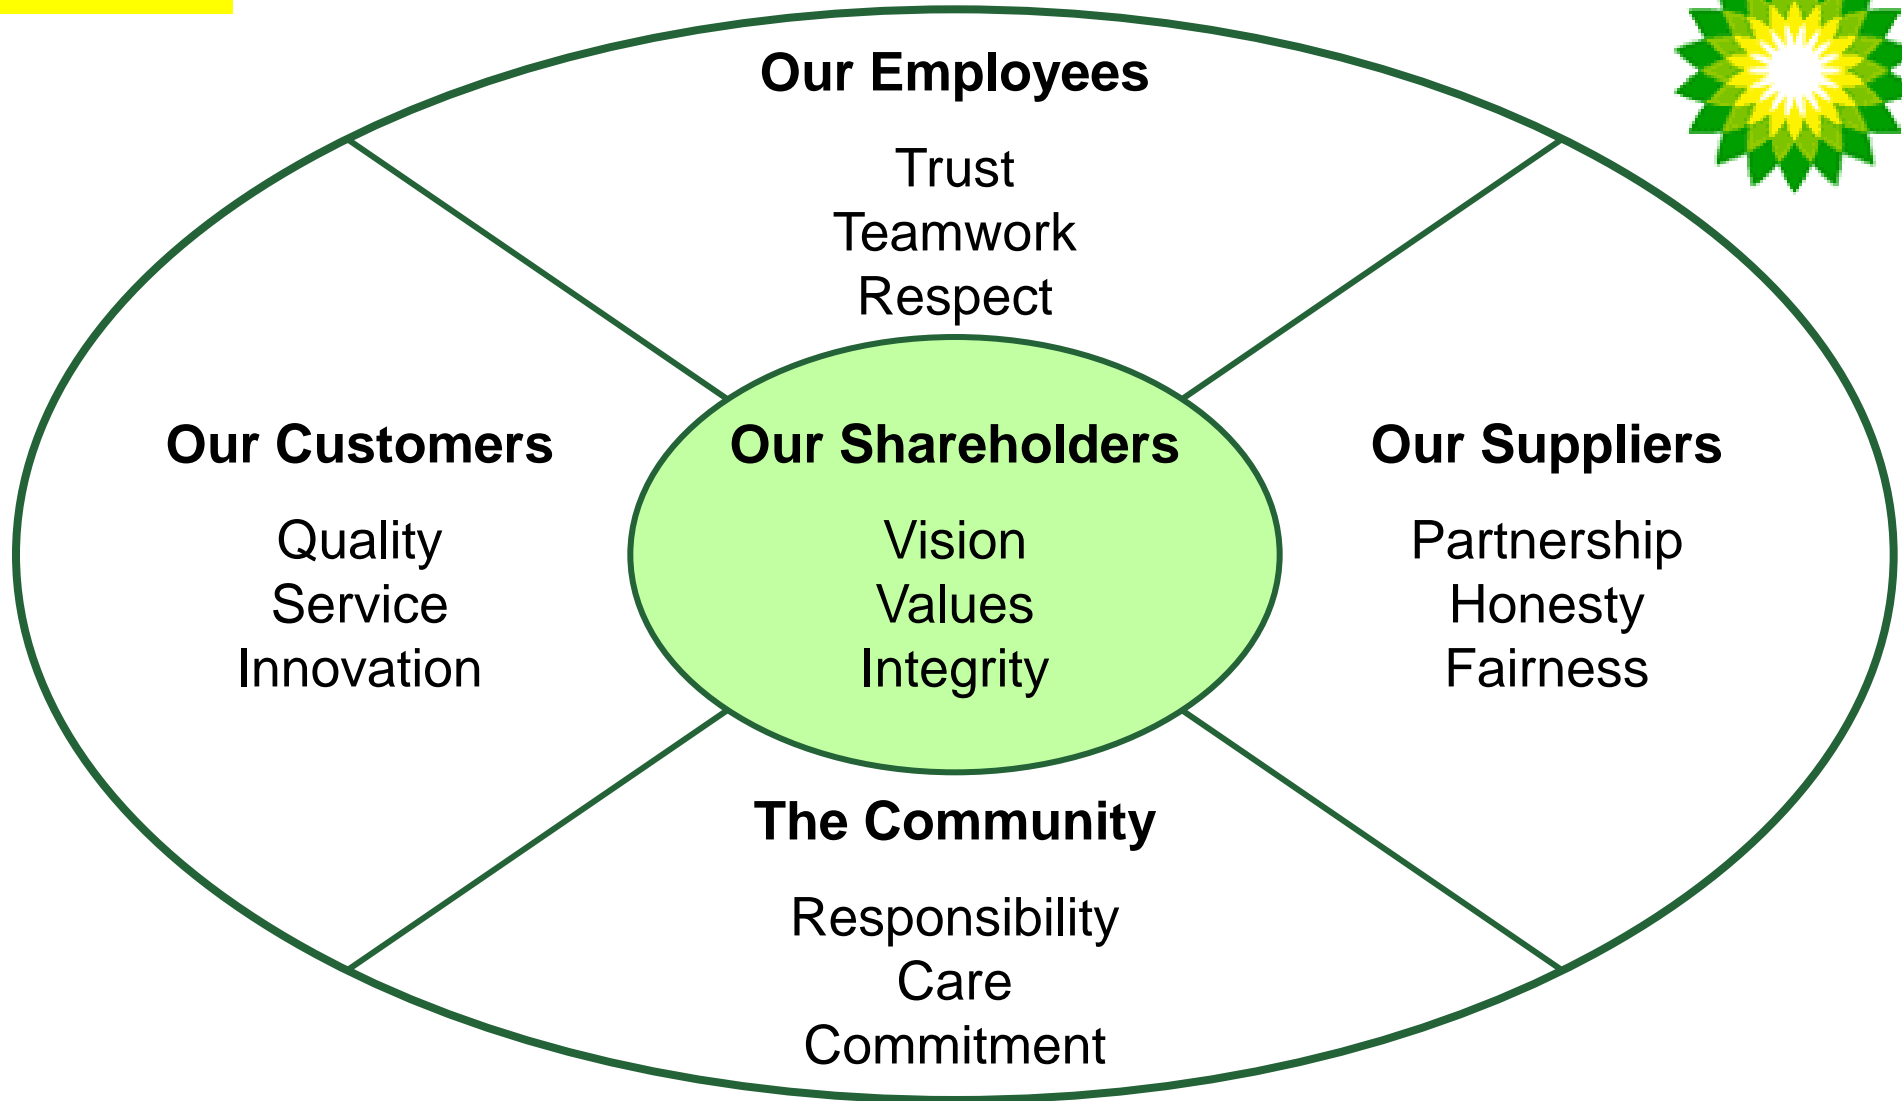 Our Employees
Trust
Teamwork
Respect
Our Customers
Quality
Service
Innovation
Our Shareholders
Vision
Values
Integrity
Our Suppliers
Partnership
Honesty
Fairness
The Community
Responsibility
Care
Commitment